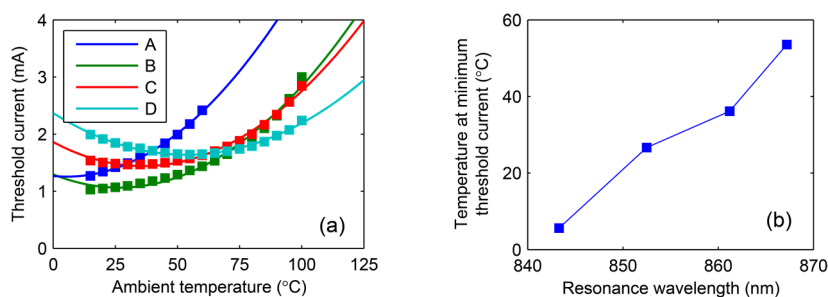 4
3
2
1
0
0 25 50 75 100 125
Threshold current (mA)
Ambient temperature (°C)
A
B
C
D
(a)
60
40
20
0
840 850 860 870
Temperature at minimum
threshold current (°C)
Resonance wavelength (nm)
(b)